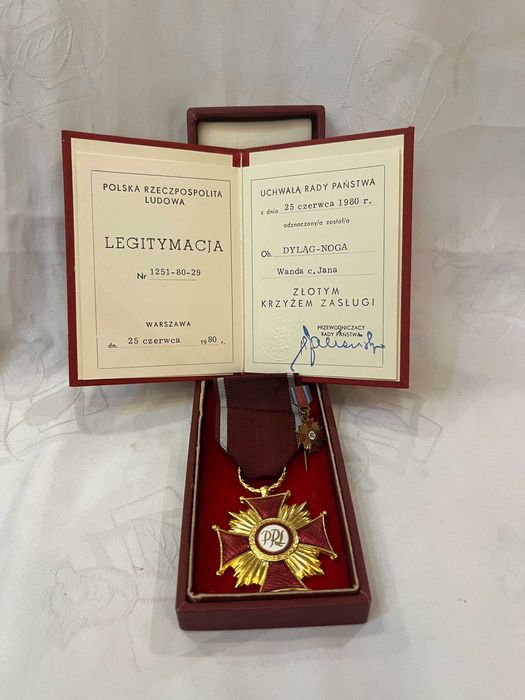 POLSKA RZECZPOSPOLITA
LUDOWA
LEGITYMACJA
Nr 1251-80-29
WARSZAWA
dn. 25 czerwca 1980 r.
UCHWAŁĄ RADY PAŃSTWA
z dnia 25 czerwca 1980 r.
odznaczony/a został/a
Ob. DYLĄG-NOGA
Wanda c. Jana
ZŁOTYM
KRZYŻEM ZASŁUGI
PRZEWODNICZĄCY
RADY PAŃSTWA
PRL